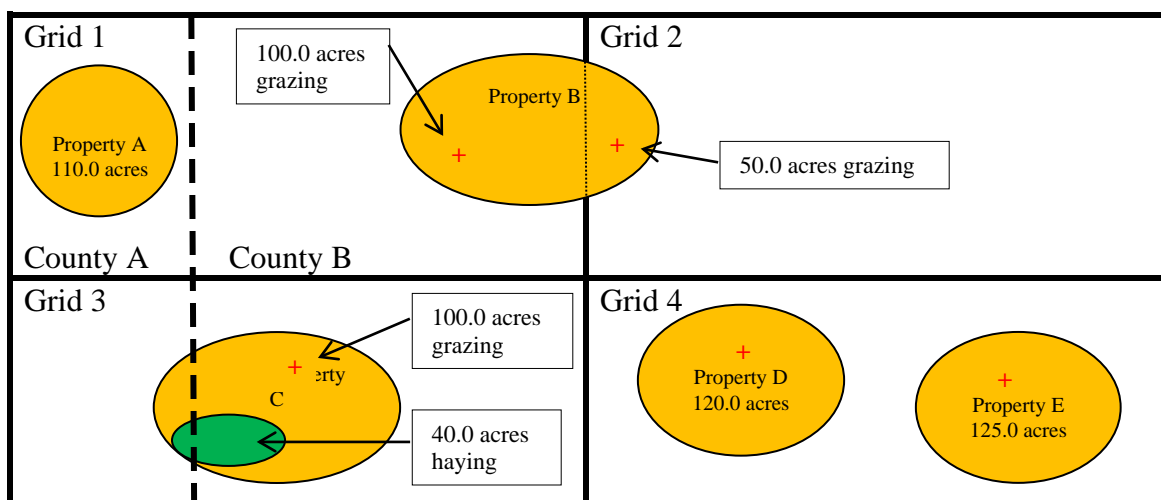 Grid 1
Grid 2
100.0 acres
grazing
Property B
Property A
110.0 acres
50.0 acres grazing
County A
County B
Grid 3
Grid 4
100.0 acres
grazing
erty
C
40.0 acres
haying
Property D
120.0 acres
Property E
125.0 acres